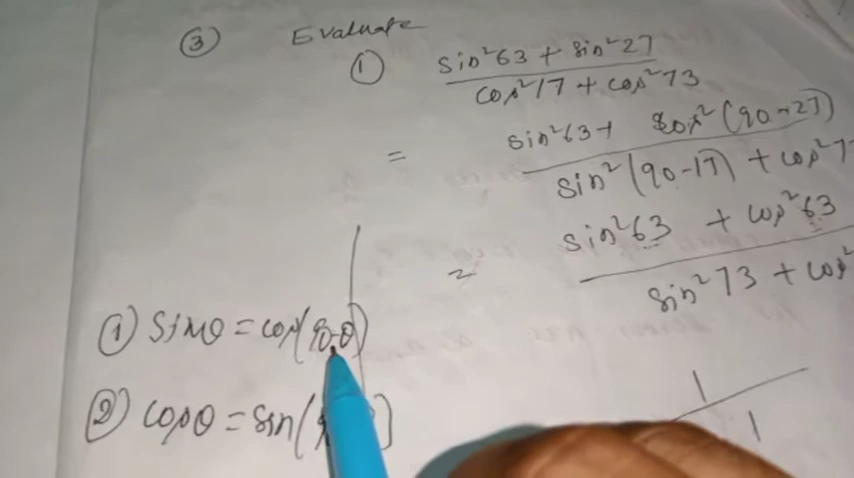 ③ Evaluate
① sin²63 + sin²27
cos²17 + cos²73
= sin²63 + cos²(90-27)
sin²(90-17) + cos²7
= sin²63 + cos²63
sin²73 + cos²
① sinθ = cos(90-θ)
② cosθ = sin(
1
1